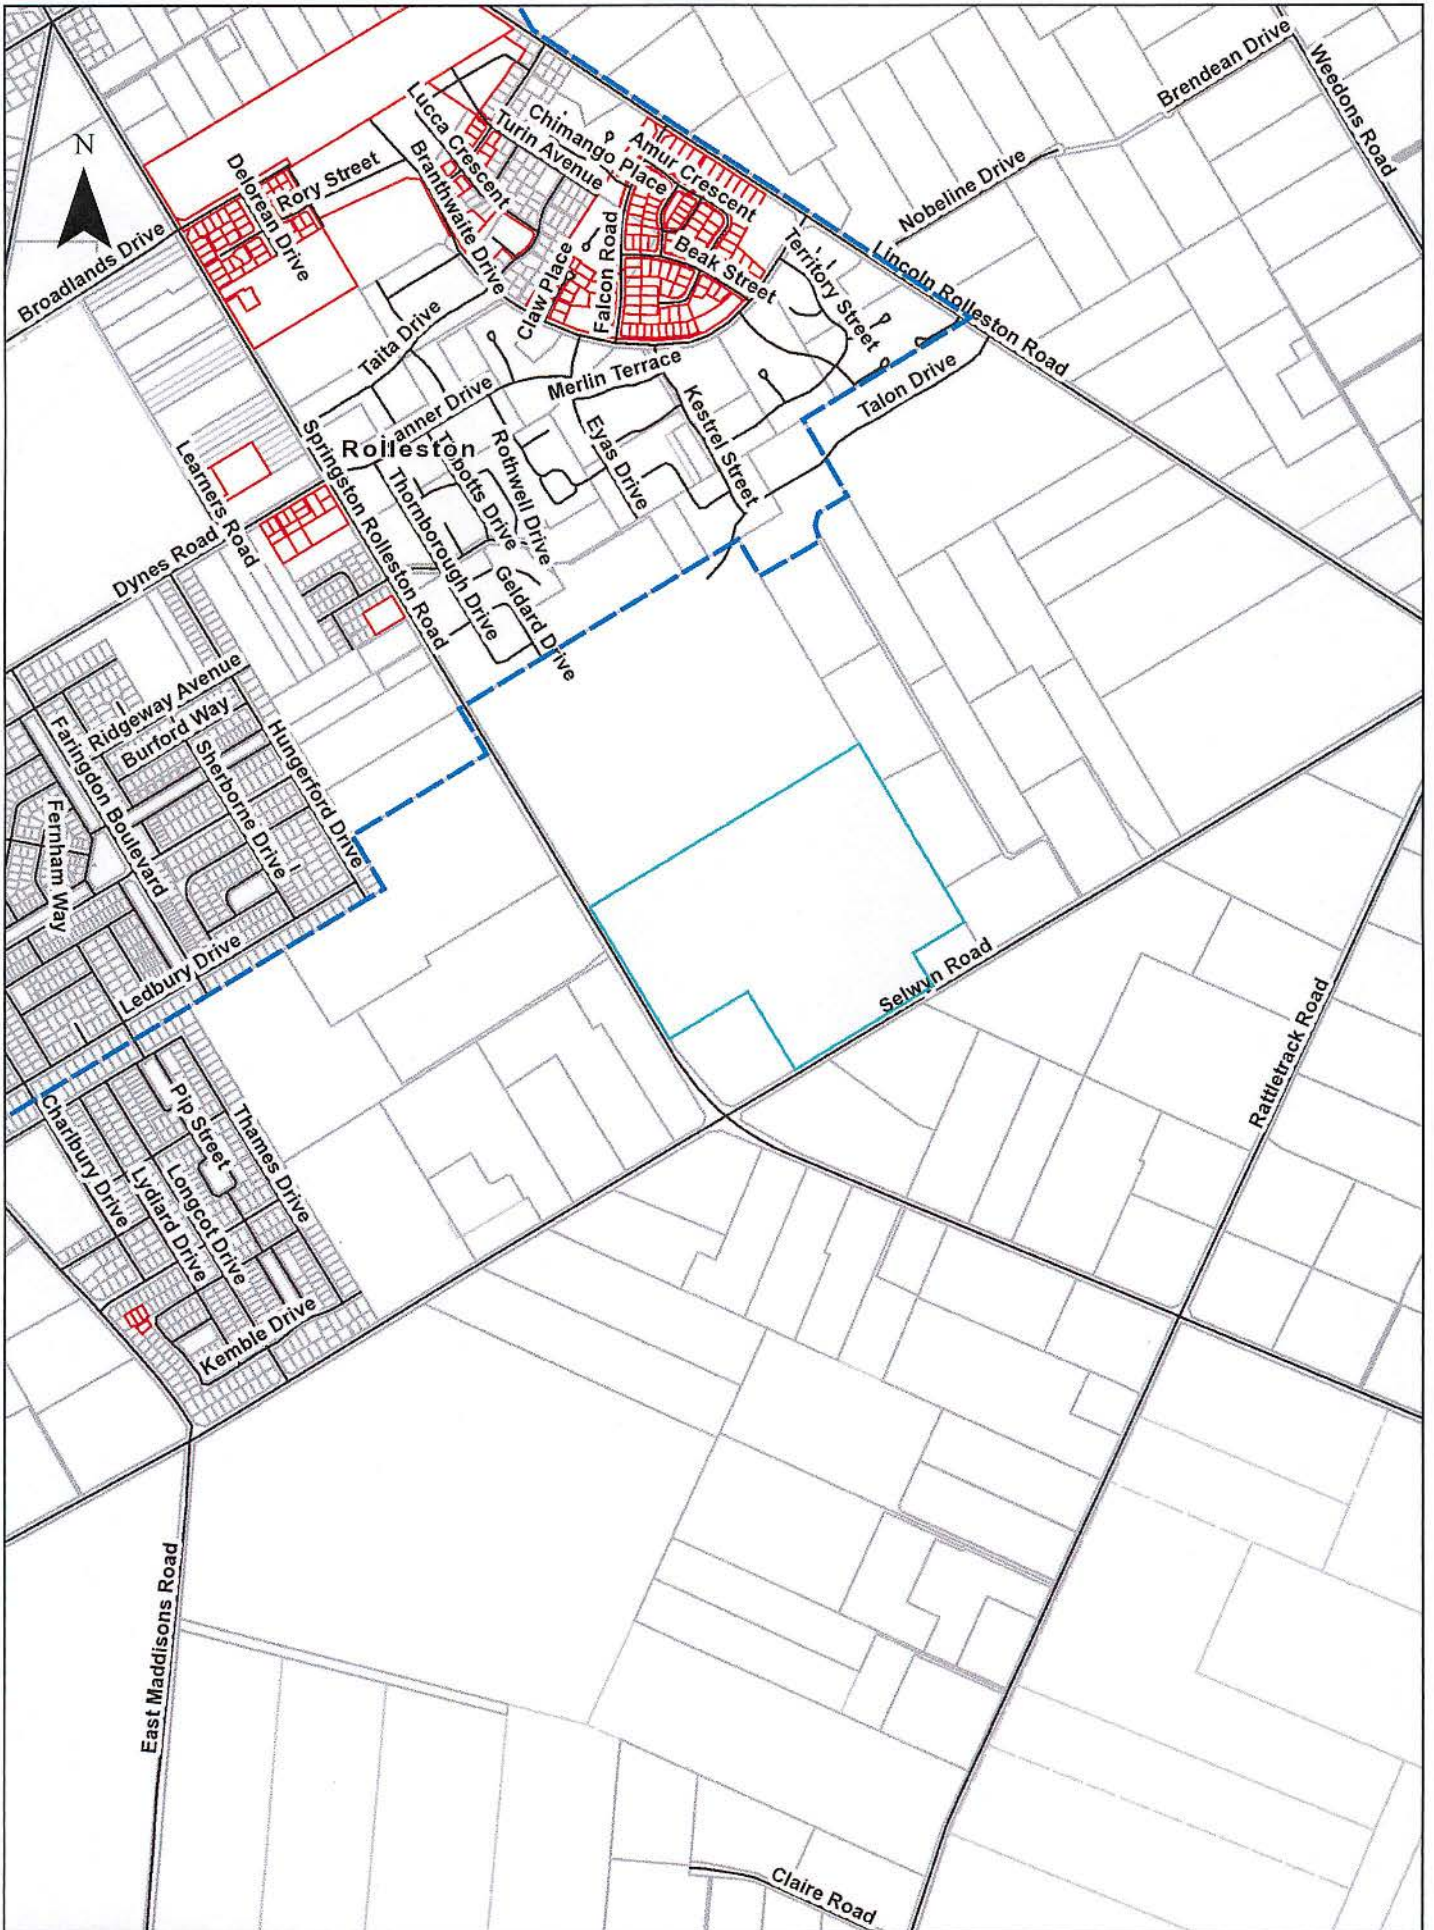 Brendean Drive
Weedons Road
N
Lucca Crescent
Turin Avenue
Chimango Place
Amur Crescent
Delorean Drive
Rory Street
Branthwaite Drive
Nobeline Drive
Broadlands Drive
Claw Place
Falcon Road
Beak Street
Territory Street
Lincoln Rolleston Road
Taita Drive
Merlin Terrace
Talon Drive
anner Drive
Kestrel Street
Rolleston
Eyas Drive
Learners Road
Springston Rolleston Road
Rothwell Drive
Thornborough Drive
Dynes Road
Geldard Drive
Ridgeway Avenue
Burford Way
Faringdon Boulevard
Sherborne Drive
Hungerford Drive
Fernham Way
Ledbury Drive
Selwyn Road
Rattletrack Road
Charlbury Drive
Pip Street
Thames Drive
Lydiard Drive
Longcot Drive
Kemble Drive
East Maddisons Road
Claire Road